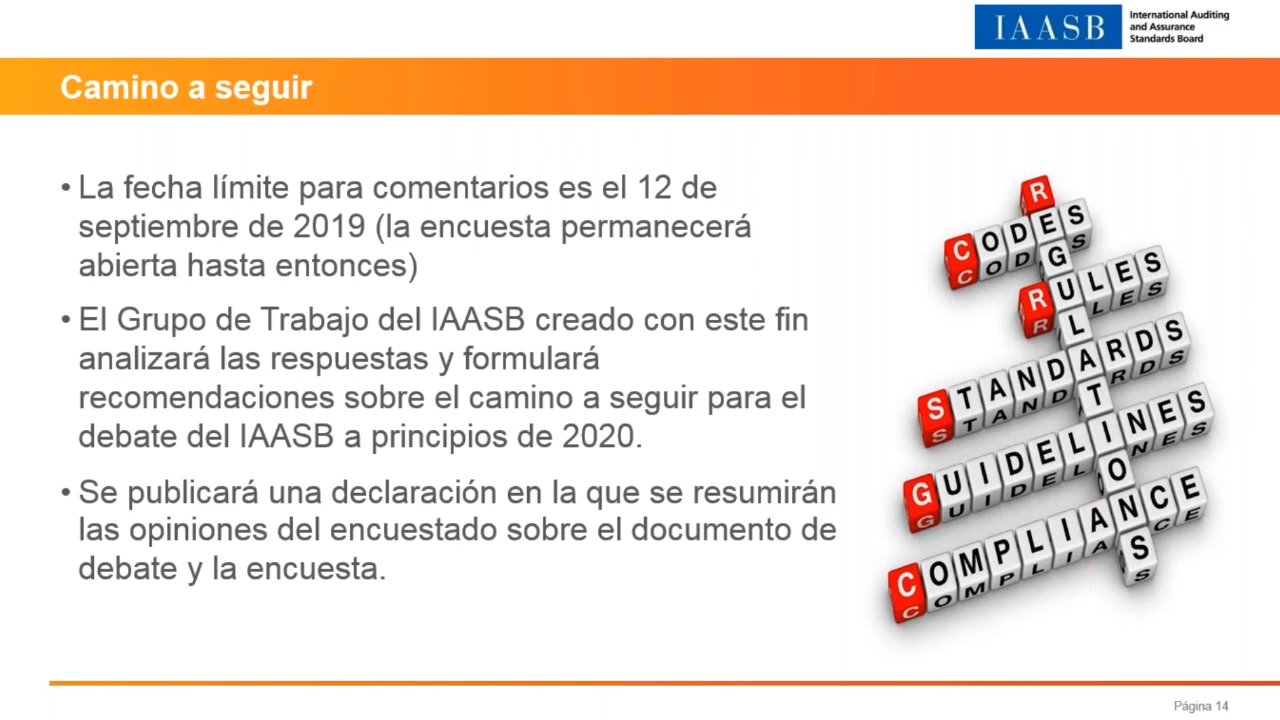 IAASB
International Auditing
and Assurance
Standards Board
Camino a seguir
• La fecha límite para comentarios es el 12 de
septiembre de 2019 (la encuesta permanecerá
abierta hasta entonces)
• El Grupo de Trabajo del IAASB creado con este fin
analizará las respuestas y formulará
recomendaciones sobre el camino a seguir para el
debate del IAASB a principios de 2020.
• Se publicará una declaración en la que se resumirán
las opiniones del encuestado sobre el documento de
debate y la encuesta.
REGULATIONS
CODES
RULES
STANDARDS
GUIDELINES
COMPLIANCE
Página 14